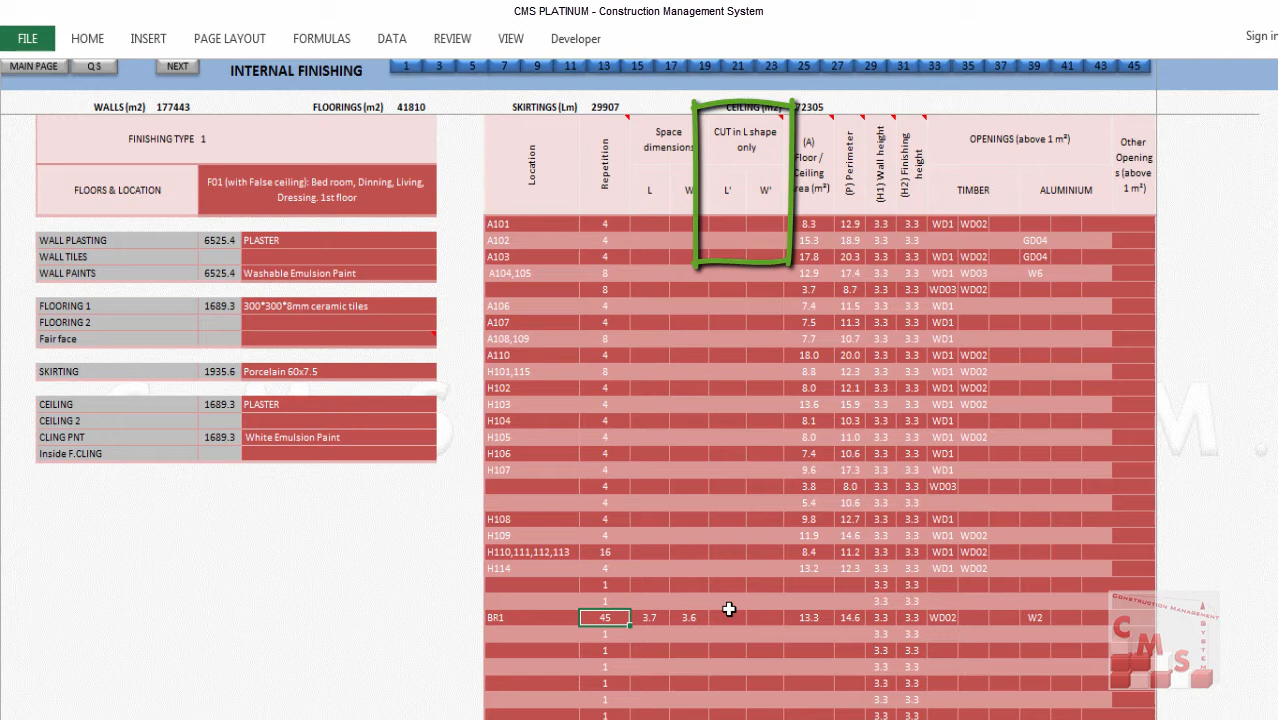 CMS PLATINUM - Construction Management System
FILE HOME INSERT PAGE LAYOUT FORMULAS DATA REVIEW VIEW Developer Sign in
MAIN PAGE Q S NEXT INTERNAL FINISHING 1 3 5 7 9 11 13 15 17 19 21 23 25 27 29 31 33 35 37 39 41 43 45
WALLS (m2) 177443 FLOORINGS (m2) 41810 SKIRTINGS (Lm) 29907 CEILING (m2) 72305
FINISHING TYPE 1
FLOORS & LOCATION
F01 (with False ceiling): Bed room, Dinning, Living,
Dressing. 1st floor
WALL PLASTING 6525.4 PLASTER
WALL TILES
WALL PAINTS 6525.4 Washable Emulsion Paint
FLOORING 1 1689.3 300*300*8mm ceramic tiles
FLOORING 2
Fair face
SKIRTING 1935.6 Porcelain 60x7.5
CEILING 1689.3 PLASTER
CEILING 2
CLING PNT 1689.3 White Emulsion Paint
Inside F.CLING
Location
Repetition
Space
dimensions
L W
CUT in L shape
only
L' W'
(A)
Floor /
Ceiling
area (m²)
(P) Perimeter
(H1) Wall height
(H2) Finishing
height
OPENINGS (above 1 m²)
TIMBER ALUMINIUM
Other
Opening
s (above
1 m²)
A101 4 8.3 12.9 3.3 3.3 WD1 WD02
A102 4 15.3 18.9 3.3 3.3 GD04
A103 4 17.8 20.3 3.3 3.3 WD1 WD02 GD04
A104,105 8 12.9 17.4 3.3 3.3 WD1 WD03 W6
8 3.7 8.7 3.3 3.3 WD03 WD02
A106 4 7.4 11.5 3.3 3.3 WD1
A107 4 7.5 11.3 3.3 3.3 WD1
A108,109 8 7.7 10.7 3.3 3.3 WD1
A110 4 18.0 20.0 3.3 3.3 WD1 WD02
H101,115 8 8.8 12.3 3.3 3.3 WD1 WD02
H102 4 8.0 12.1 3.3 3.3 WD1 WD02
H103 4 13.6 15.9 3.3 3.3 WD1 WD02
H104 4 8.1 10.3 3.3 3.3 WD1
H105 4 8.0 11.0 3.3 3.3 WD1 WD02
H106 4 7.4 10.6 3.3 3.3 WD1
H107 4 9.6 17.3 3.3 3.3 WD1
4 3.8 8.0 3.3 3.3 WD03
4 5.4 10.6 3.3 3.3
H108 4 9.8 12.7 3.3 3.3 WD1
H109 4 11.9 14.6 3.3 3.3 WD1 WD02
H110,111,112,113 16 8.4 11.2 3.3 3.3 WD1 WD02
H114 4 13.2 12.3 3.3 3.3 WD1 WD02
1 3.3 3.3
1 3.3 3.3
BR1 45 3.7 3.6 13.3 14.6 3.3 3.3 WD02 W2
1 3.3 3.3
1 3.3 3.3
1 3.3 3.3
1 3.3 3.3
1 3.3 3.3
1 3.3 3.3
CONSTRUCTION MANAGEMENT
SYSTEM
C
M
S